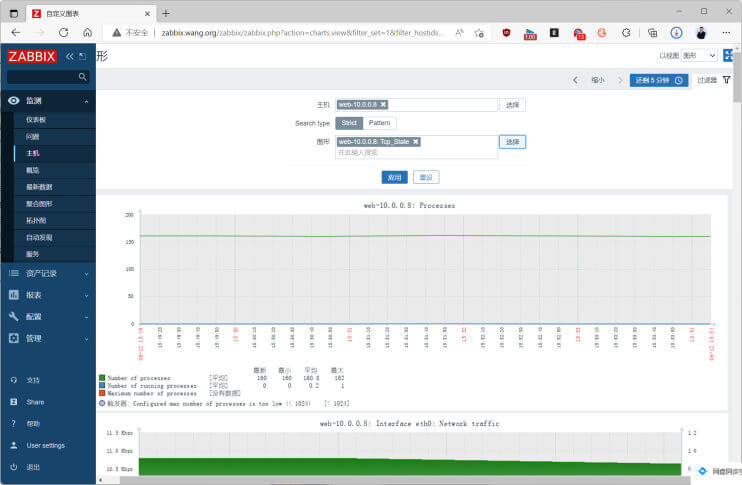 自定义图表
不安全
zabbix.wang.org/zabbix/zabbix.php?action=charts.view&filter_set=1&filter_hostids...
1.00
ZABBIX
形
以视图 图形
缩小
还剩 5 分钟
过滤器
监测
仪表板
问题
主机
概览
最新数据
聚合图形
拓扑图
自动发现
服务
资产记录
报表
配置
管理
支持
Share
帮助
User settings
退出
主机 web-10.0.0.8 选择
Search type Strict Pattern
图形 web-10.0.0.8: Tcp_State 选择
在此输入搜索
应用 重设
web-10.0.0.8: Processes
200
150
100
50
0
最新 最小 平均 最大
Number of processes [平均] 160 160 160.8 162
Number of running processes [平均] 0 0 0.2 1
Maximum number of processes [没有数据]
触发器: Configured max number of processes is too low (< 1024) [< 1024]
web-10.0.0.8: Interface eth0: Network traffic
11.5 Kbps
11.0 Kbps
10.5 Kbps
1.2
1.0